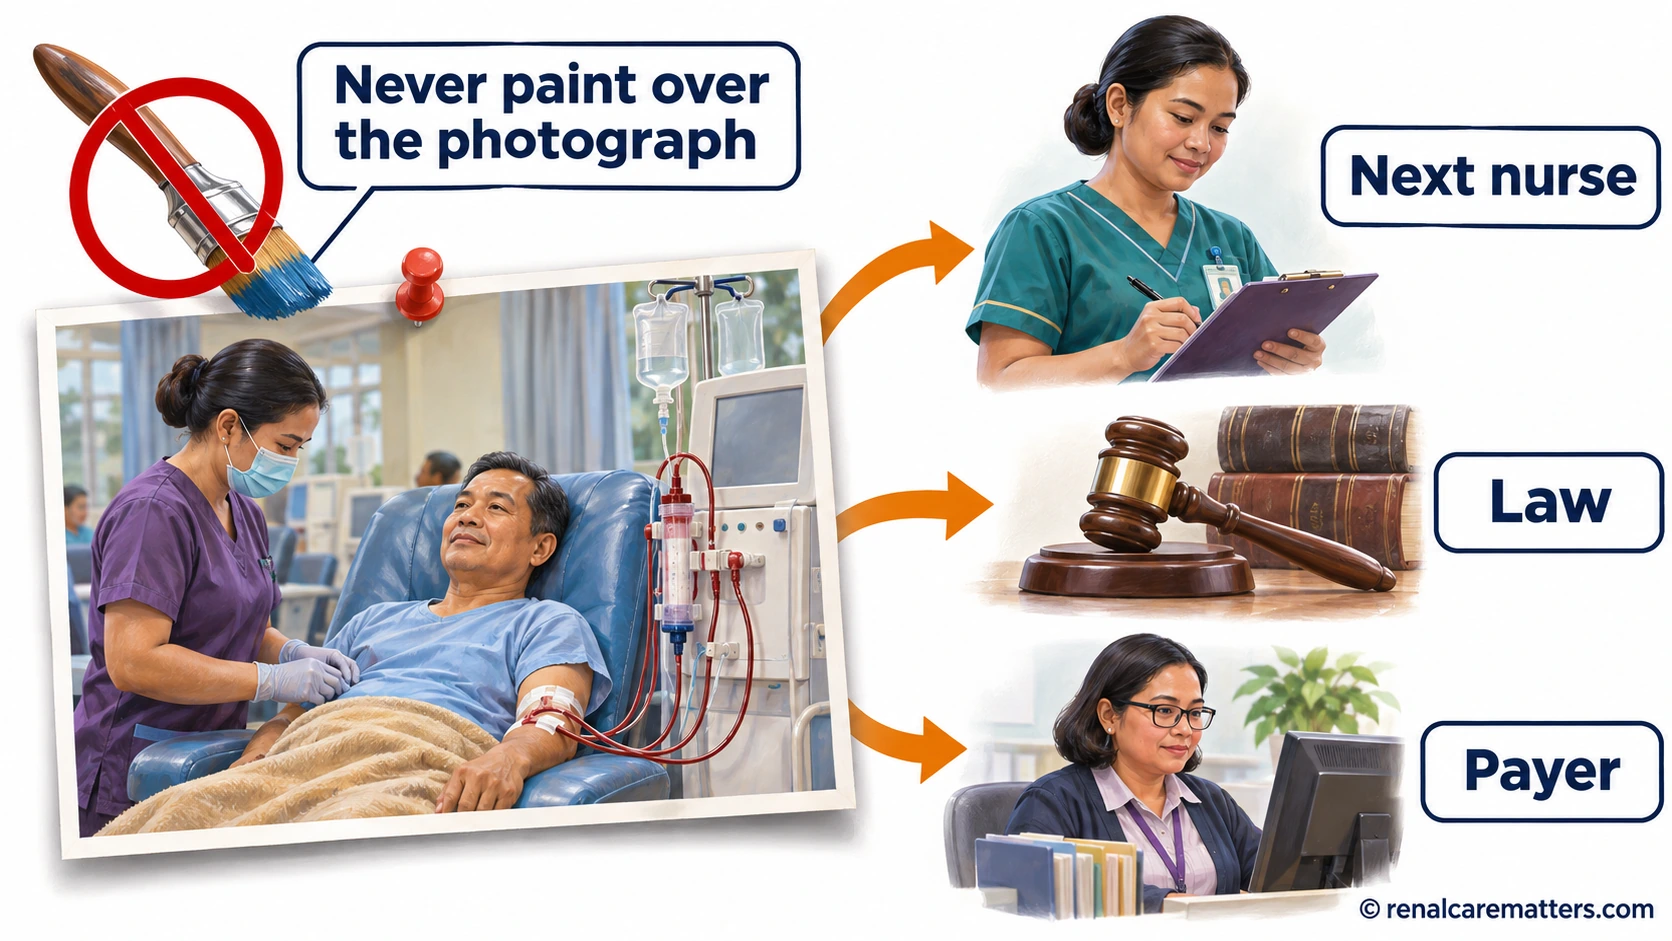 Never paint over
the photograph
Next nurse
Law
Payer
© renalcarematters.com